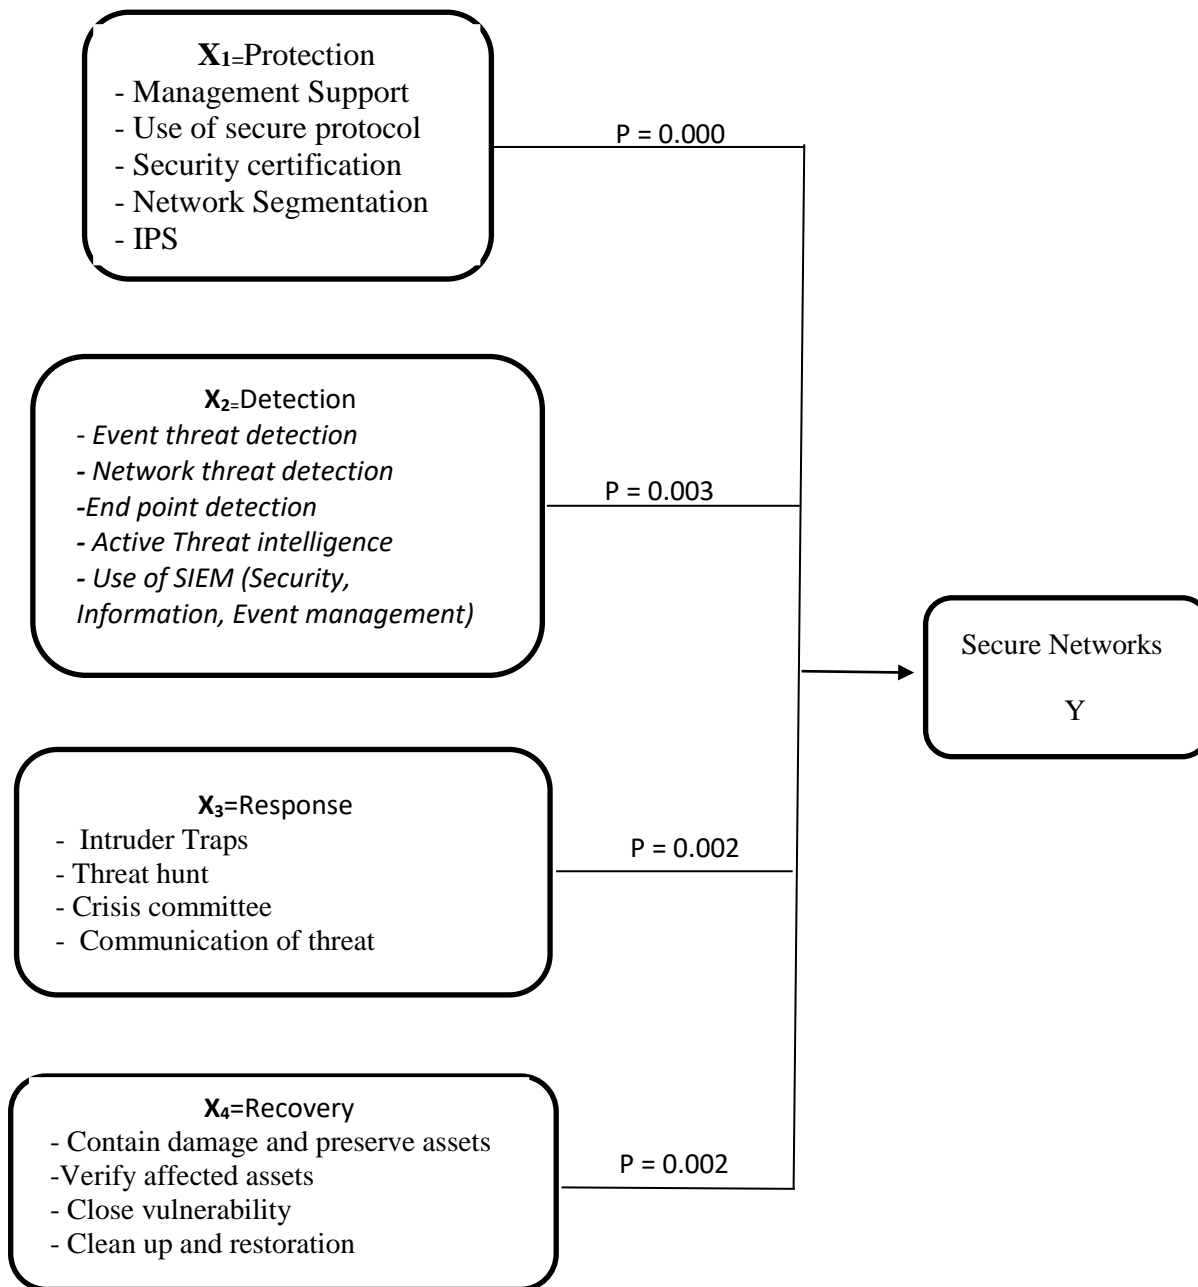 X₁=Protection
- Management Support
- Use of secure protocol
- Security certification
- Network Segmentation
- IPS
P = 0.000
X₂=Detection
- Event threat detection
- Network threat detection
-End point detection
- Active Threat intelligence
- Use of SIEM (Security,
Information, Event management)
P = 0.003
Secure Networks
Y
X₃=Response
- Intruder Traps
- Threat hunt
- Crisis committee
- Communication of threat
P = 0.002
X₄=Recovery
- Contain damage and preserve assets
-Verify affected assets
- Close vulnerability
- Clean up and restoration
P = 0.002